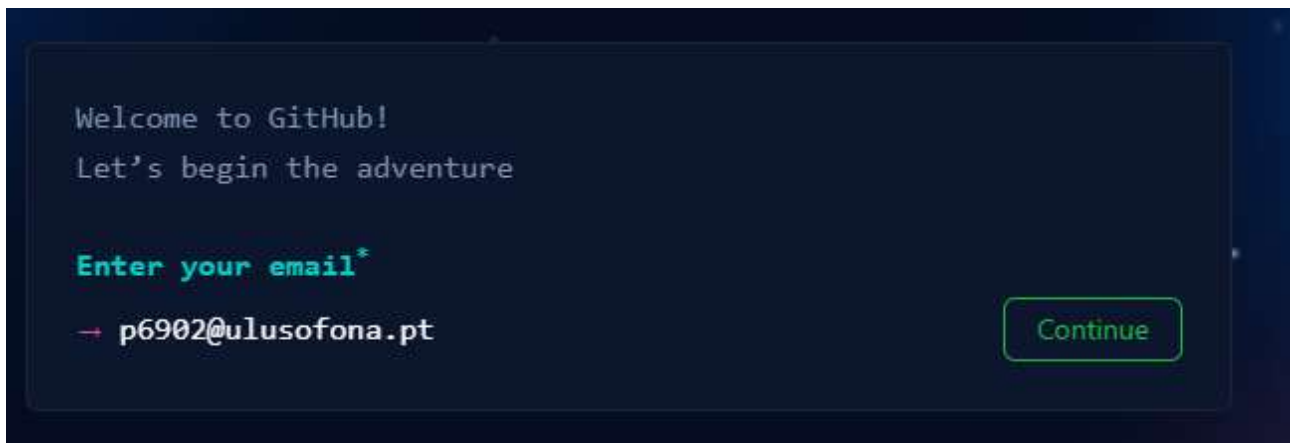 Welcome to GitHub!
Let’s begin the adventure
Enter your email*
→ p6902@ulusofona.pt
Continue